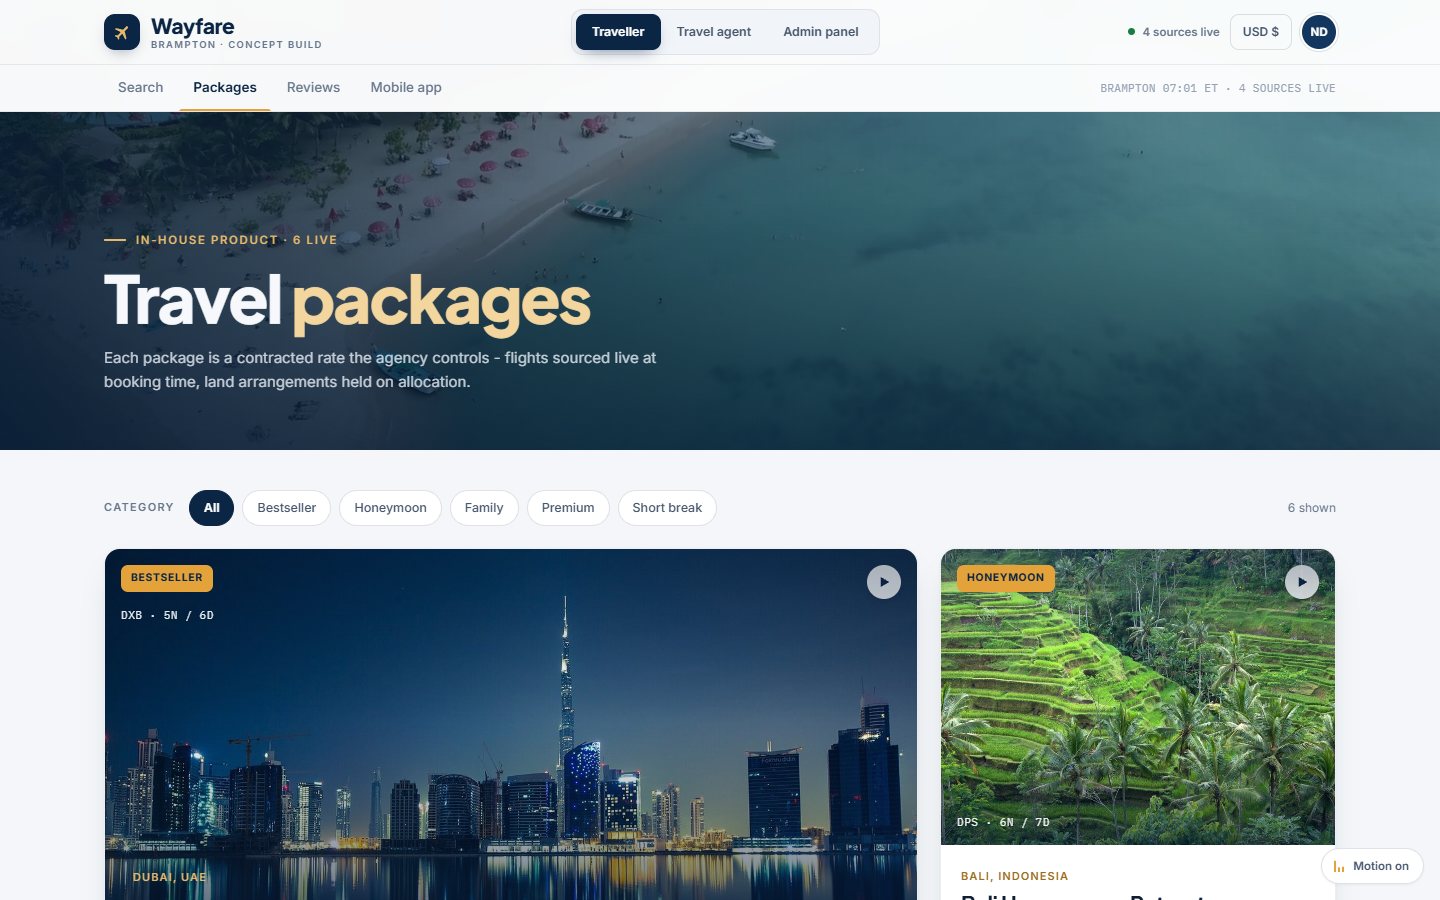 Wayfare
BRAMPTON · CONCEPT BUILD
Traveller
Travel agent
Admin panel
4 sources live
USD $
ND
Search
Packages
Reviews
Mobile app
BRAMPTON 07:01 ET · 4 SOURCES LIVE
IN-HOUSE PRODUCT · 6 LIVE
Travel packages
Each package is a contracted rate the agency controls - flights sourced live at
booking time, land arrangements held on allocation.
CATEGORY
All
Bestseller
Honeymoon
Family
Premium
Short break
6 shown
BESTSELLER
DXB · 5N / 6D
DUBAI, UAE
HONEYMOON
DPS · 6N / 7D
BALI, INDONESIA
Motion on